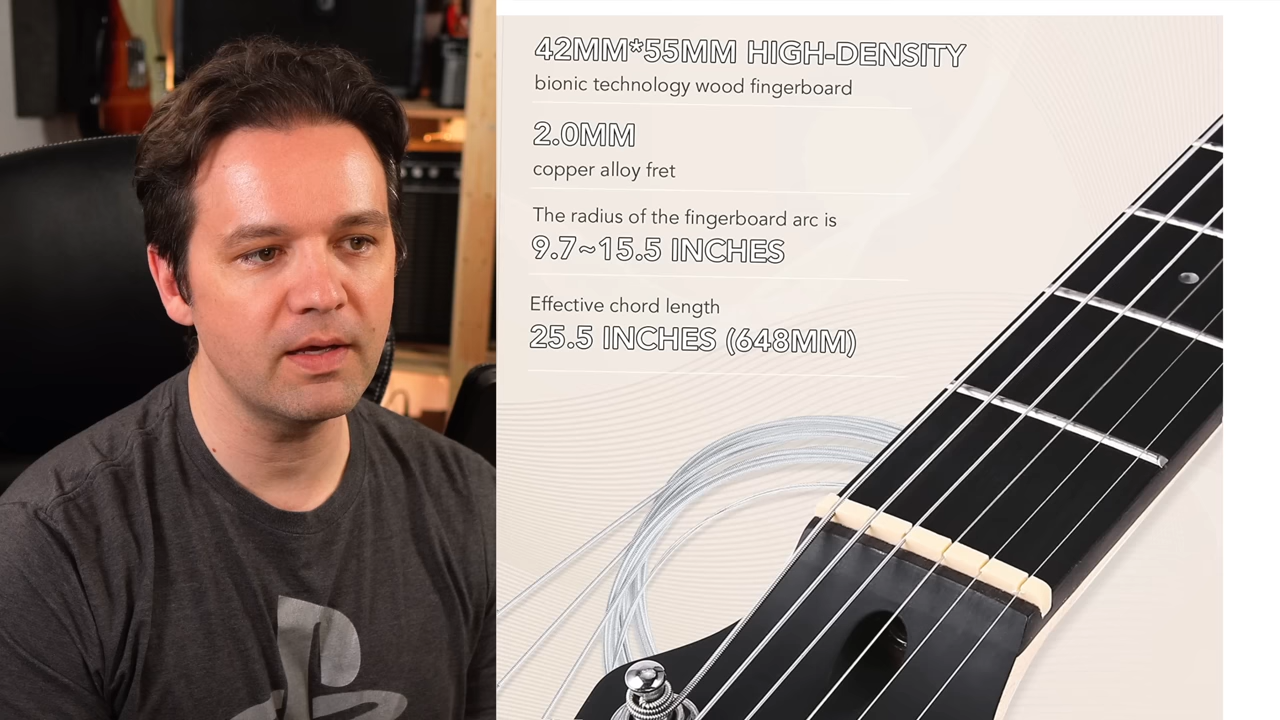 42MM*55MM HIGH-DENSITY
bionic technology wood fingerboard
2.0MM
copper alloy fret
The radius of the fingerboard arc is
9.7~15.5 INCHES
Effective chord length
25.5 INCHES (648MM)